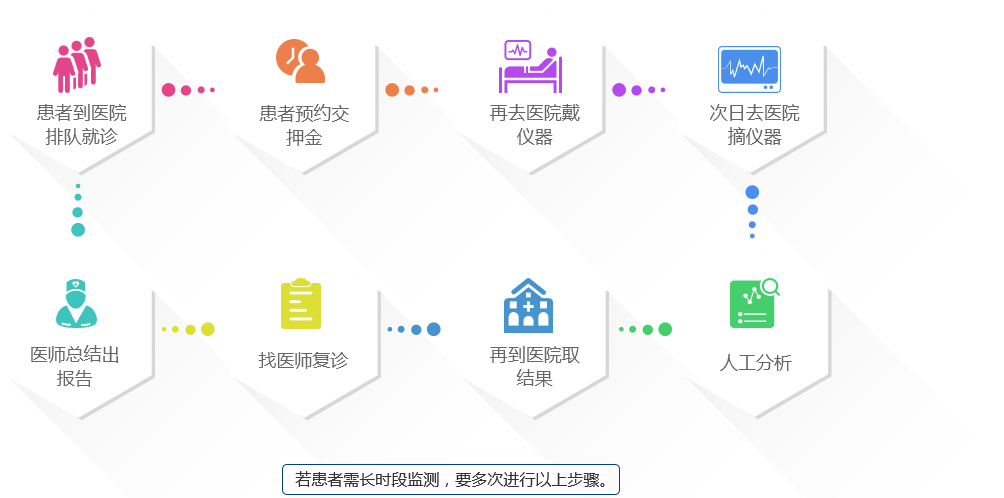 患者到医院
排队就诊
患者预约交
押金
再去医院戴
仪器
次日去医院
摘仪器
医师总结出
报告
找医师复诊
再到医院取
结果
人工分析
若患者需长时段监测，要多次进行以上步骤。